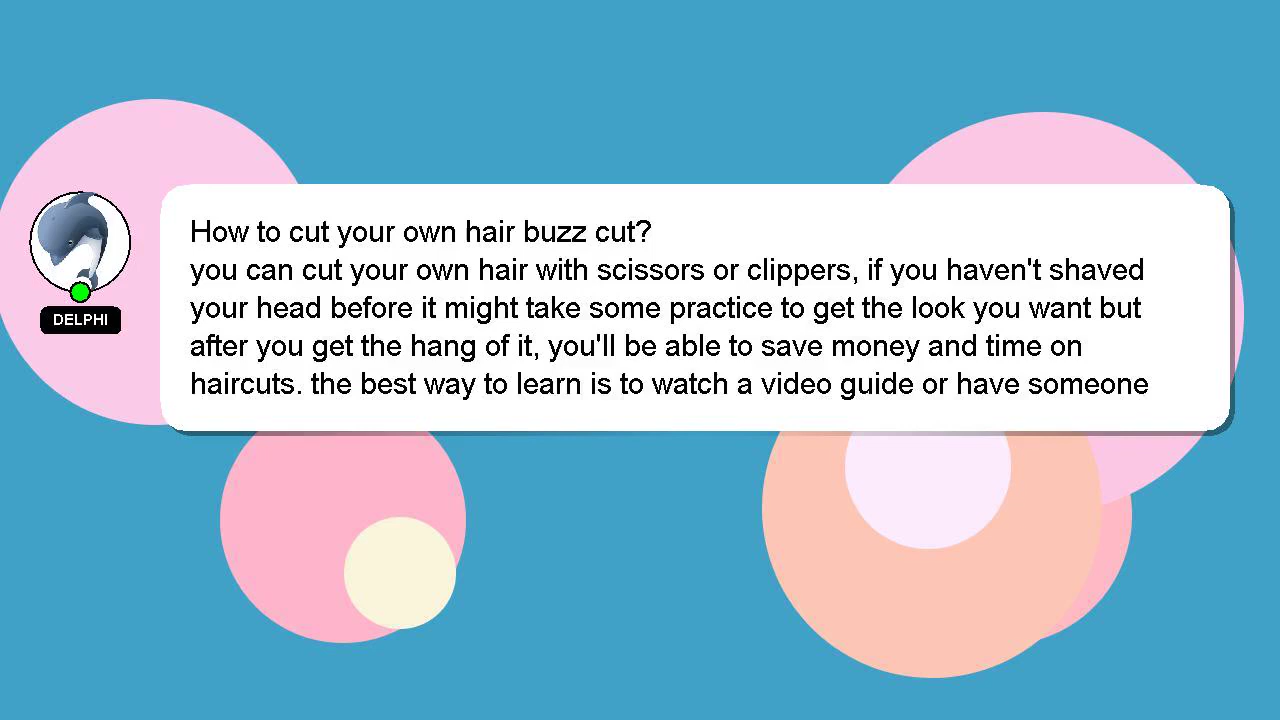 How to cut your own hair buzz cut?
you can cut your own hair with scissors or clippers, if you haven't shaved
your head before it might take some practice to get the look you want but
after you get the hang of it, you'll be able to save money and time on
haircuts. the best way to learn is to watch a video guide or have someone
DELPHI